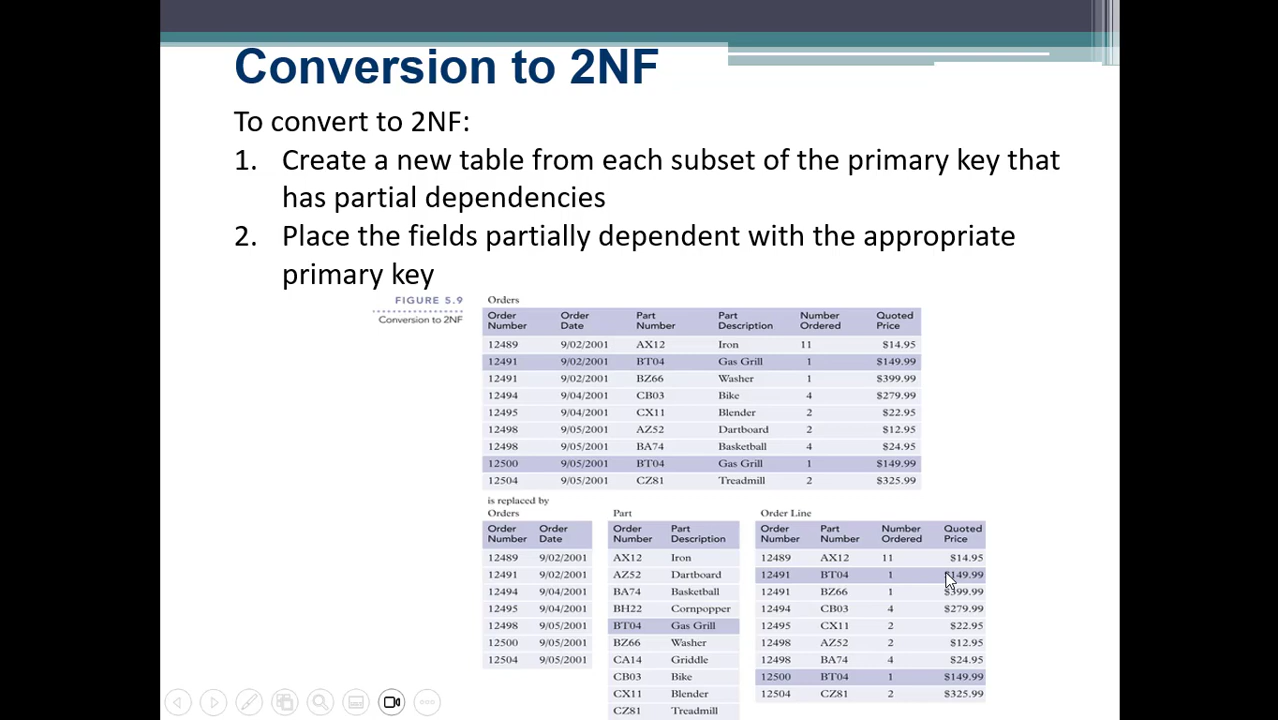 Conversion to 2NF
To convert to 2NF:
1. Create a new table from each subset of the primary key that
has partial dependencies
2. Place the fields partially dependent with the appropriate
primary key
FIGURE 5.9
Conversion to 2NF
Orders
Order Number Order Date Part Number Part Description Number Ordered Quoted Price
12489 9/02/2001 AX12 Iron 11 $14.95
12491 9/02/2001 BT04 Gas Grill 1 $149.99
12491 9/02/2001 BZ66 Washer 1 $399.99
12494 9/04/2001 CB03 Bike 4 $279.99
12495 9/04/2001 CX11 Blender 2 $22.95
12498 9/05/2001 AZ52 Dartboard 2 $12.95
12498 9/05/2001 BA74 Basketball 4 $24.95
12500 9/05/2001 BT04 Gas Grill 1 $149.99
12504 9/05/2001 CZ81 Treadmill 2 $325.99
is replaced by
Orders
Order Number Order Date
12489 9/02/2001
12491 9/02/2001
12494 9/04/2001
12495 9/04/2001
12498 9/05/2001
12500 9/05/2001
12504 9/05/2001
Part
Order Number Part Description
AX12 Iron
AZ52 Dartboard
BA74 Basketball
BH22 Cornpopper
BT04 Gas Grill
BZ66 Washer
CA14 Griddle
CB03 Bike
CX11 Blender
CZ81 Treadmill
Order Line
Order Number Part Number Number Ordered Quoted Price
12489 AX12 11 $14.95
12491 BT04 1 $149.99
12491 BZ66 1 $399.99
12494 CB03 4 $279.99
12495 CX11 2 $22.95
12498 AZ52 2 $12.95
12498 BA74 4 $24.95
12500 BT04 1 $149.99
12504 CZ81 2 $325.99